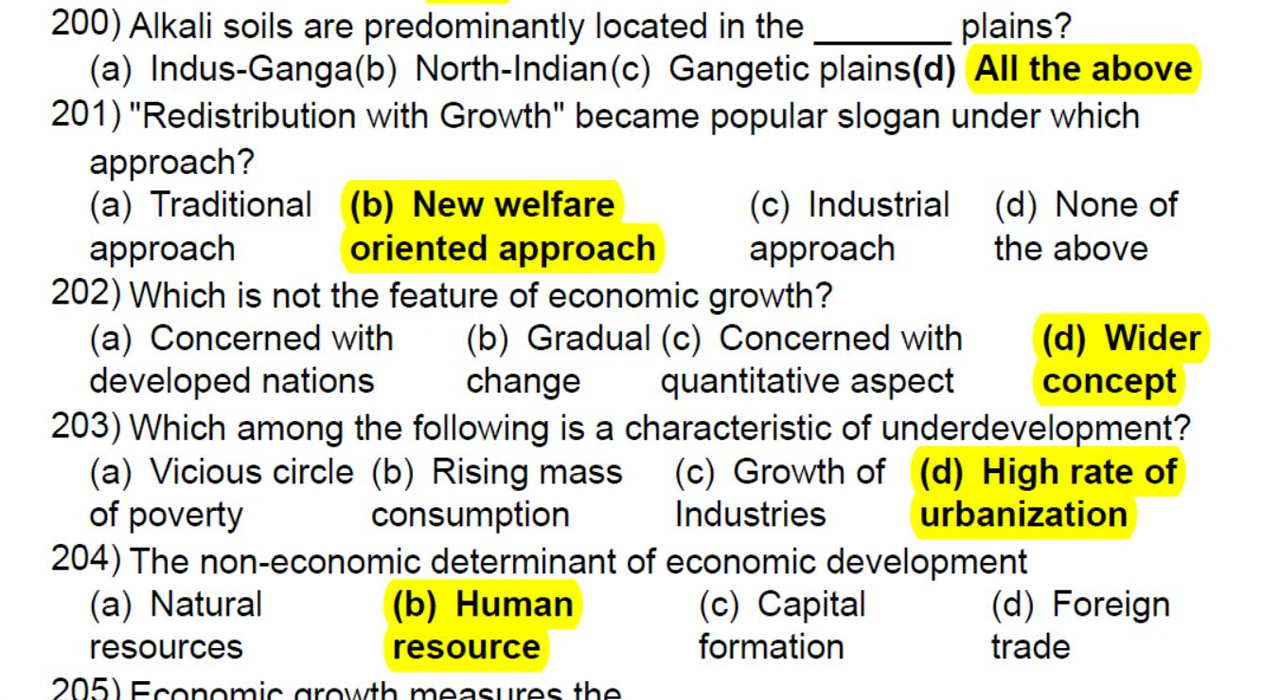 200) Alkali soils are predominantly located in the _______ plains?
(a) Indus-Ganga(b) North-Indian(c) Gangetic plains(d) All the above
201) "Redistribution with Growth" became popular slogan under which
approach?
(a) Traditional (b) New welfare (c) Industrial (d) None of
approach oriented approach approach the above
202) Which is not the feature of economic growth?
(a) Concerned with (b) Gradual (c) Concerned with (d) Wider
developed nations change quantitative aspect concept
203) Which among the following is a characteristic of underdevelopment?
(a) Vicious circle (b) Rising mass (c) Growth of (d) High rate of
of poverty consumption Industries urbanization
204) The non-economic determinant of economic development
(a) Natural (b) Human (c) Capital (d) Foreign
resources resource formation trade
205) Economic growth measures the